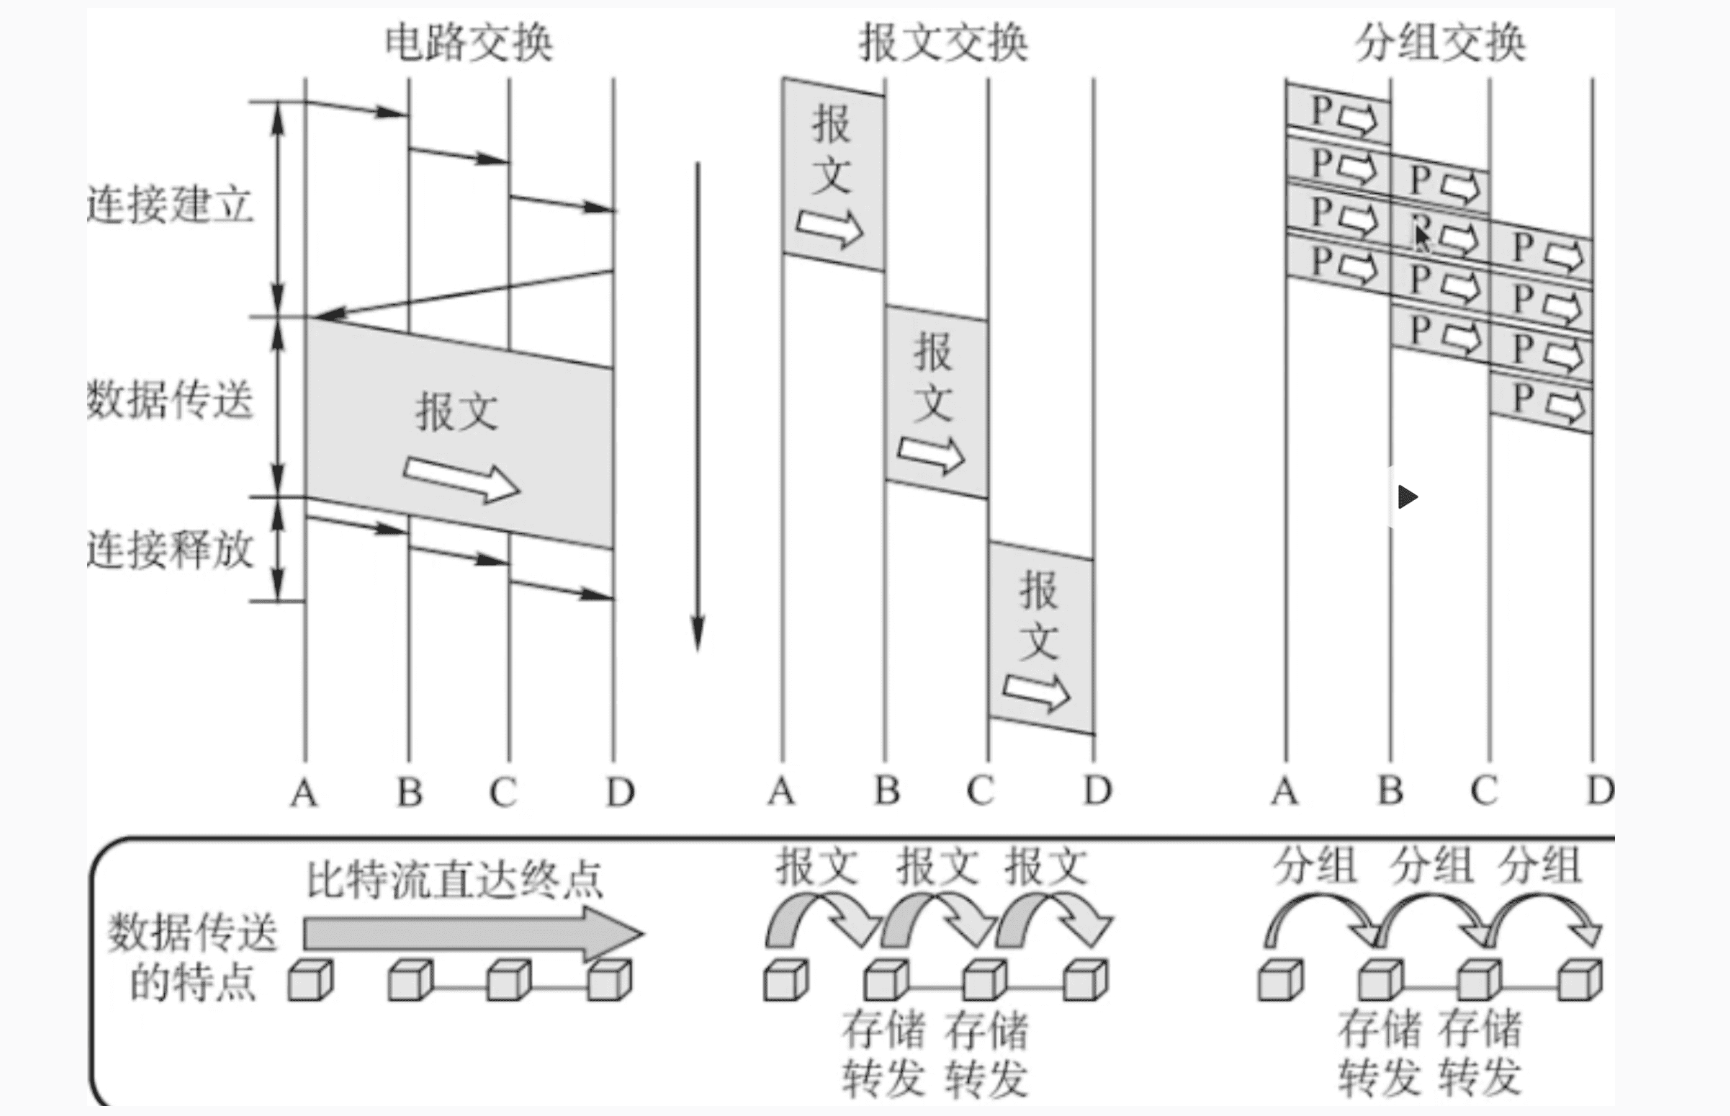 电路交换
报文交换
分组交换
连接建立
数据传送
连接释放
报文
报
文
报
文
报
文
P
P
P
P
P
P
P
P
P
P
P
A B C D
A B C D
A B C D
数据传送
的特点
比特流直达终点
报文 报文 报文
存储 存储
转发 转发
分组 分组 分组
存储 存储
转发 转发